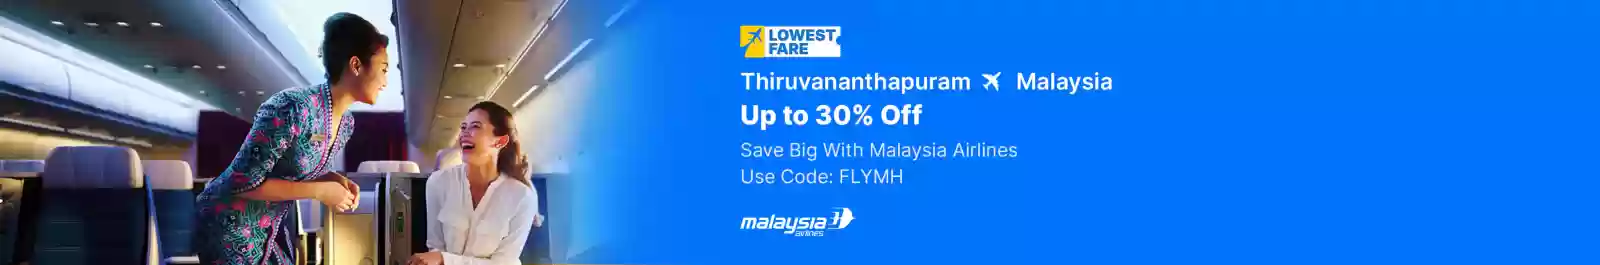 LOWEST
FARE
Thiruvananthapuram Malaysia
Up to 30% Off
Save Big With Malaysia Airlines
Use Code: FLYMH
malaysia
airlines